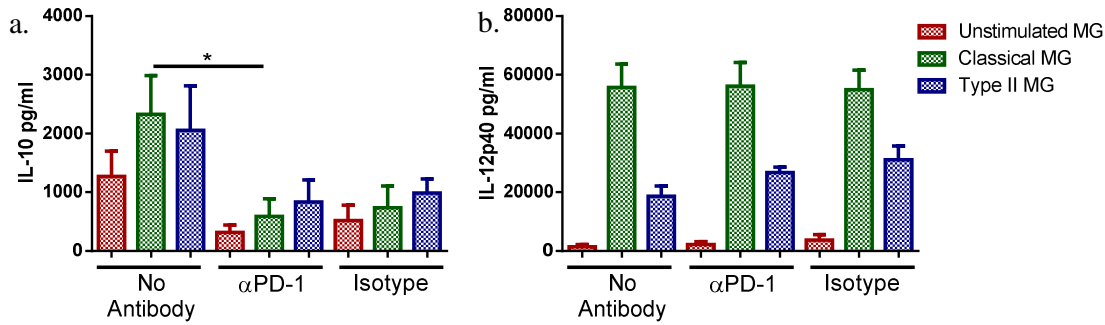 a.
IL-10 pg/ml
4000
3000
2000
1000
0
*
No
Antibody
αPD-1
Isotype
b.
IL-12p40 pg/ml
80000
60000
40000
20000
0
No
Antibody
αPD-1
Isotype
Unstimulated MG
Classical MG
Type II MG